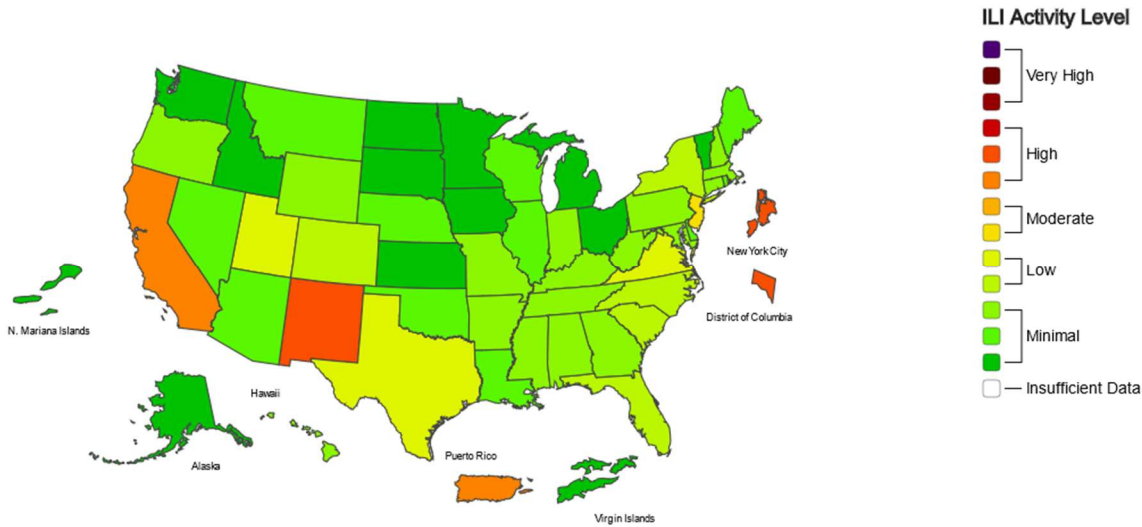 ILI Activity Level
Very High
High
Moderate
Low
Minimal
Insufficient Data
New York City
District of Columbia
N. Mariana Islands
Hawaii
Alaska
Puerto Rico
Virgin Islands